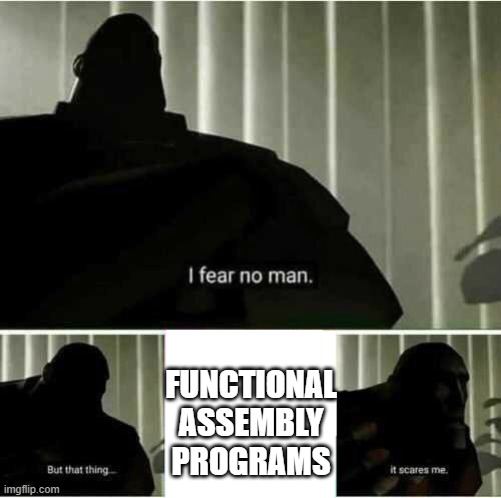 I fear no man.
FUNCTIONAL
ASSEMBLY
PROGRAMS
But that thing...
it scares me.
imgflip.com